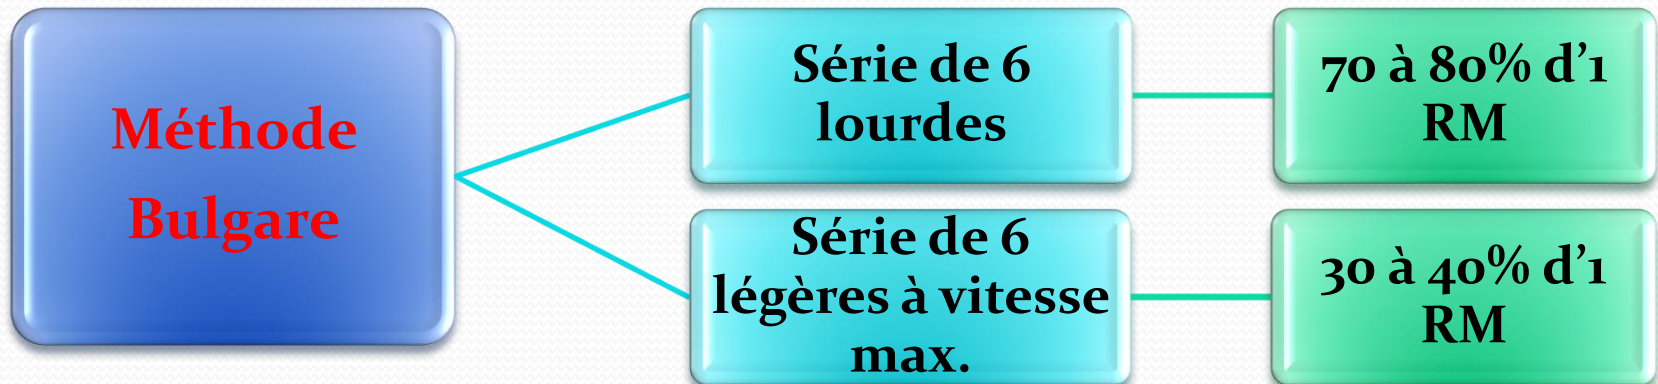 Méthode
Bulgare
Série de 6
lourdes
70 à 80% d’1
RM
Série de 6
légères à vitesse
max.
30 à 40% d’1
RM